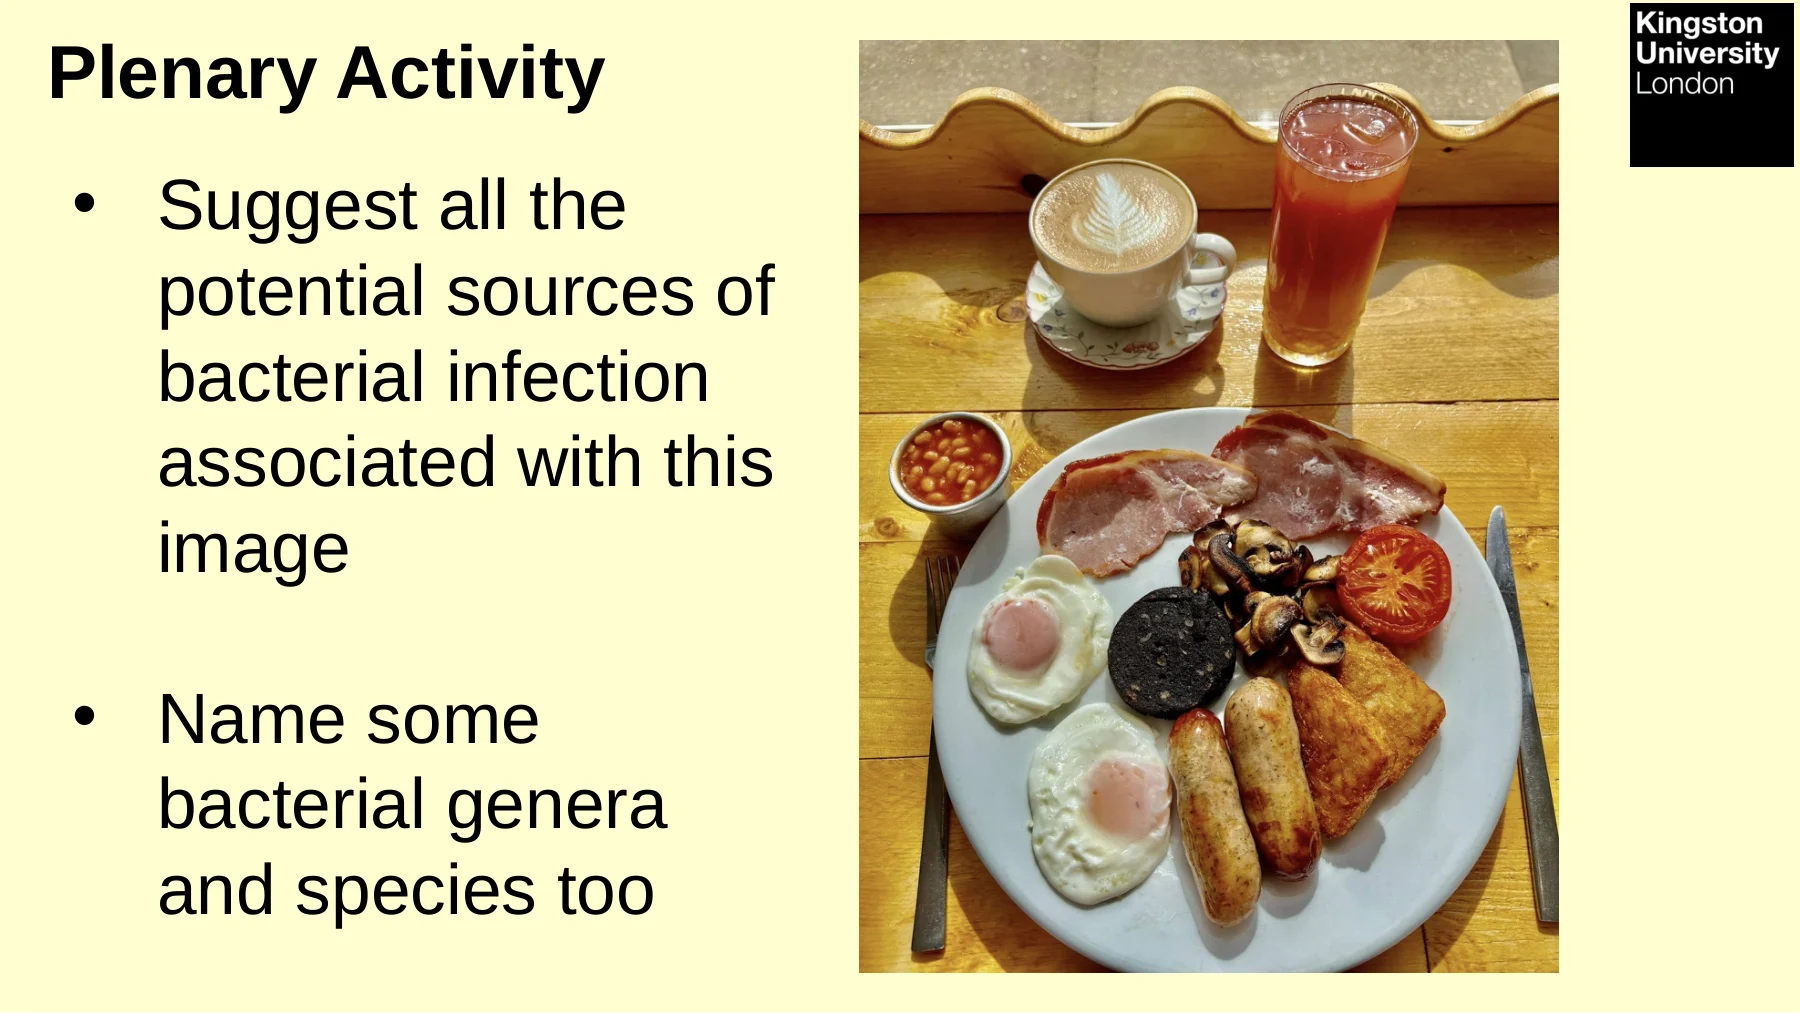 Plenary Activity
• Suggest all the
potential sources of
bacterial infection
associated with this
image
• Name some
bacterial genera
and species too
Kingston
University
London